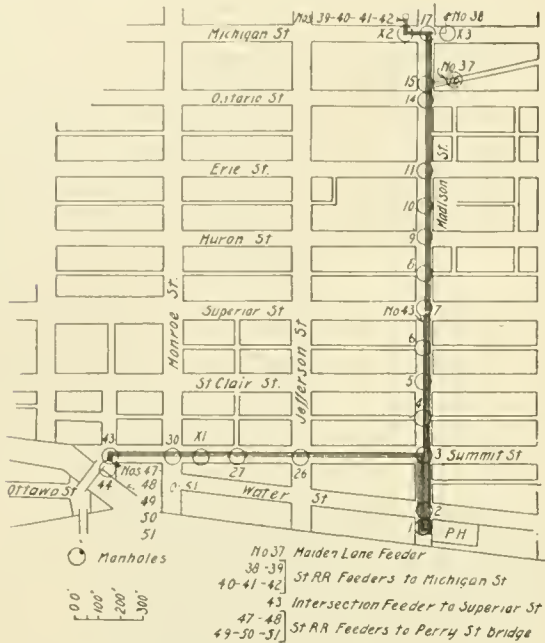 Nos 39-40-41-42
17
No 38
Michigan St
X2
X3
No 37
15
Ontario St
14
St.
Erie St.
11
Madison
10
Huron St
9
8
Monroe St.
Superior St
No 43
7
Jefferson St
6
St Clair St.
5
4
43
30
X1
3
Summit St
44
Nos 47-
27
26
Ottawa St
48
Water St
49
2
50
1
PH
51
Manholes
No 37 Maiden Lane Feeder
38-39
40-41-42
St RR Feeders to Michigan St
43 Intersection Feeder to Superior St
47-48
49-50-51
St RR Feeders to Perry St bridge
100'
200'
300'